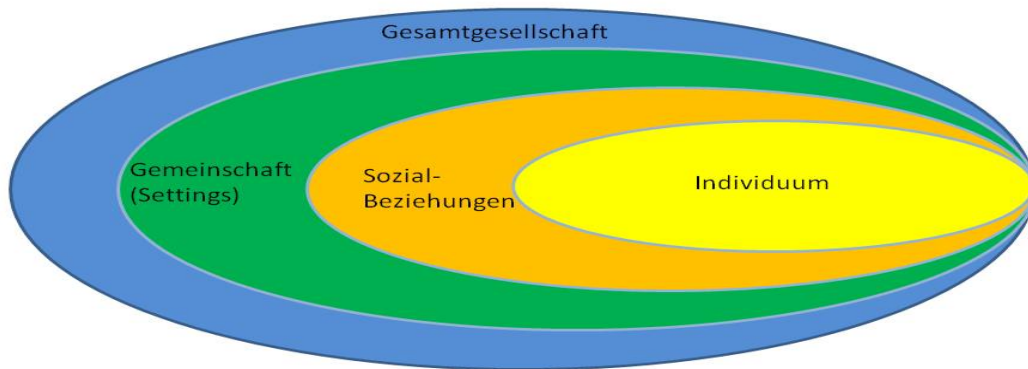 Gesamtgesellschaft
Gemeinschaft
(Settings)
Sozial-
Beziehungen
Individuum